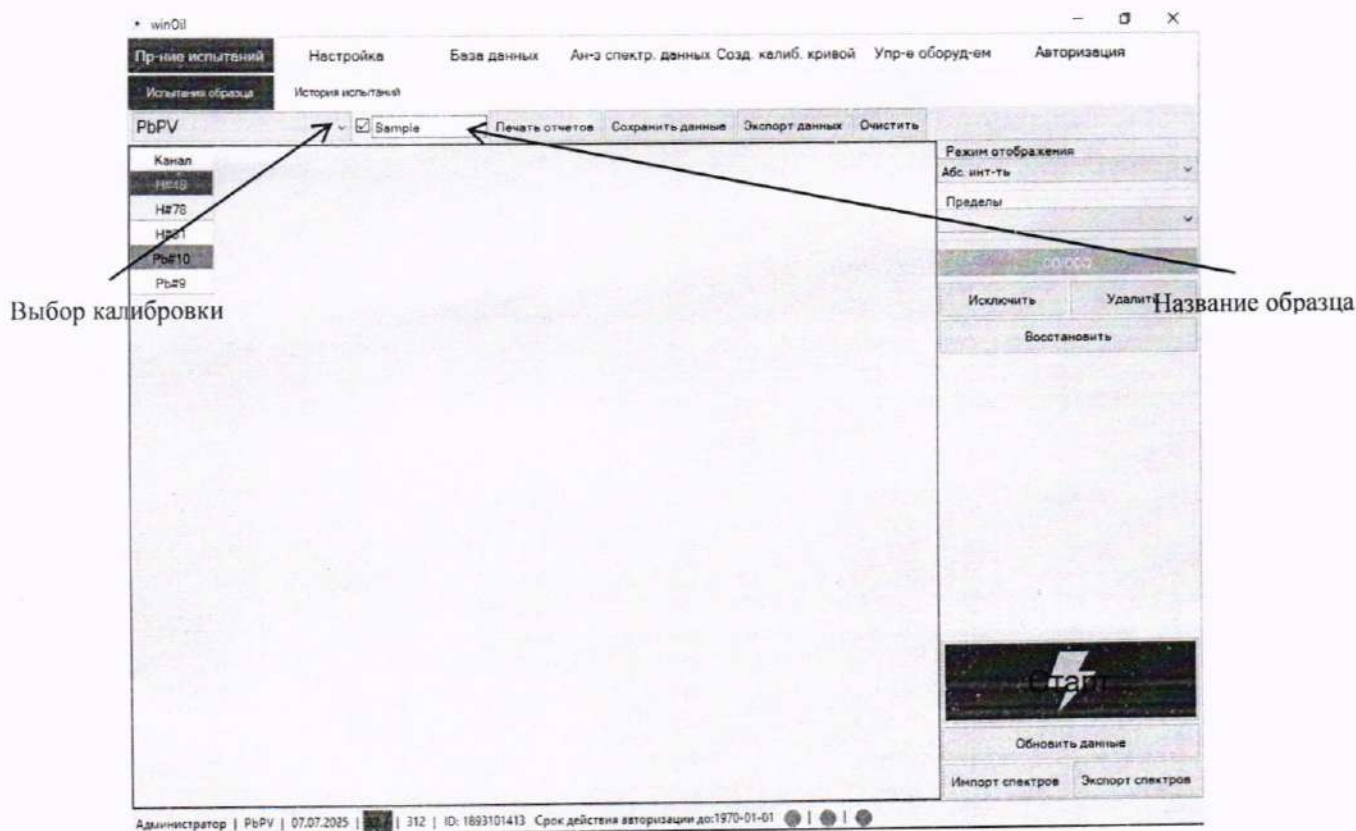 winOil
Пр-ние испытаний Настройка База данных Ан-з спектр. данных Созд. калиб. кривой Упр-е оборуд-ем Авторизация
Испытания образца История испытаний
PbPV Sample Печать отчетов Сохранить данные Экспорт данных Очистить
Канал
H#48
H#78
H#31
Pb#10
Pb#9
Режим отображения
Абс. инт-ть
Пределы
Исключить Удалить
Восстановить
Выбор калибровки
Название образца
Старт
Обновить данные
Импорт спектров Экспорт спектров
Администратор | PbPV | 07.07.2025 | | 312 | ID: 1893101413 Срок действия авторизации до:1970-01-01